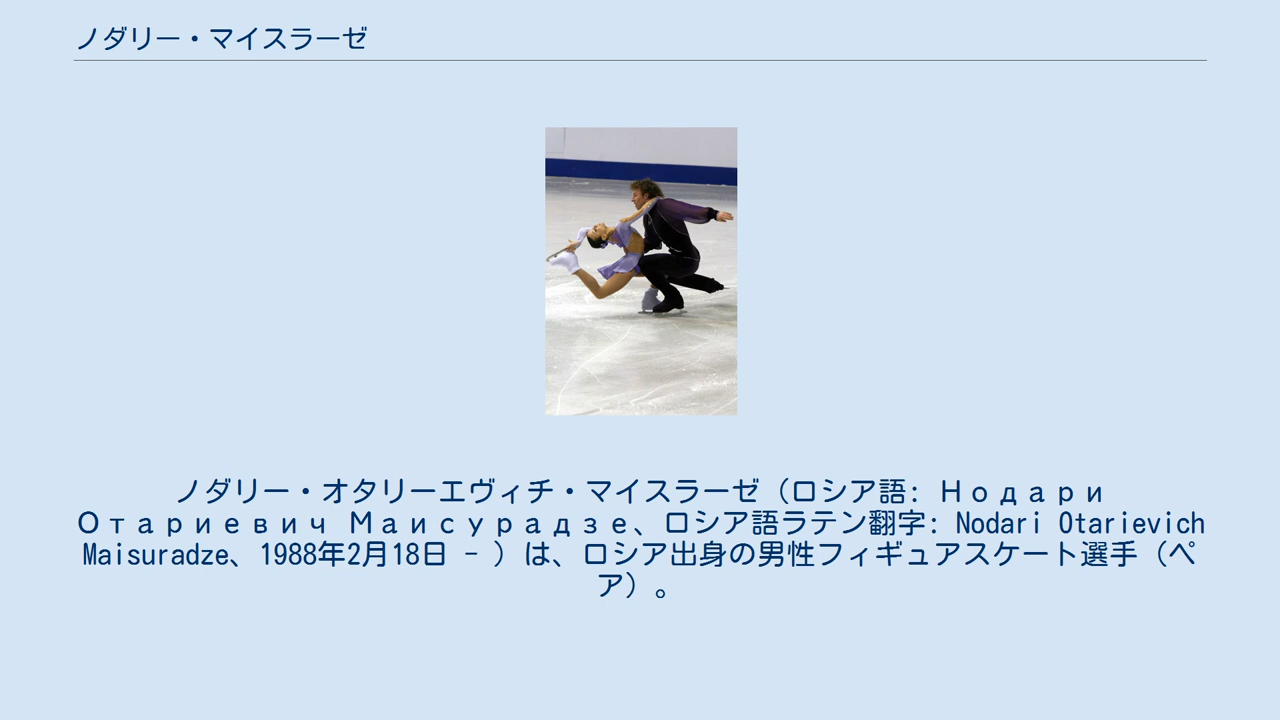 ノダリー・マイスラーゼ
ノダリー・オタリーエヴィチ・マイスラーゼ（ロシア語: Нодари
Отариевич Маисурадзе、ロシア語ラテン翻字: Nodari Otarievich
Maisuradze、1988年2月18日 - ）は、ロシア出身の男性フィギュアスケート選手（ペ
ア）。